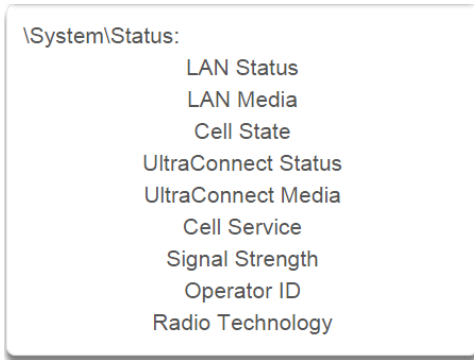 \System\Status:
LAN Status
LAN Media
Cell State
UltraConnect Status
UltraConnect Media
Cell Service
Signal Strength
Operator ID
Radio Technology